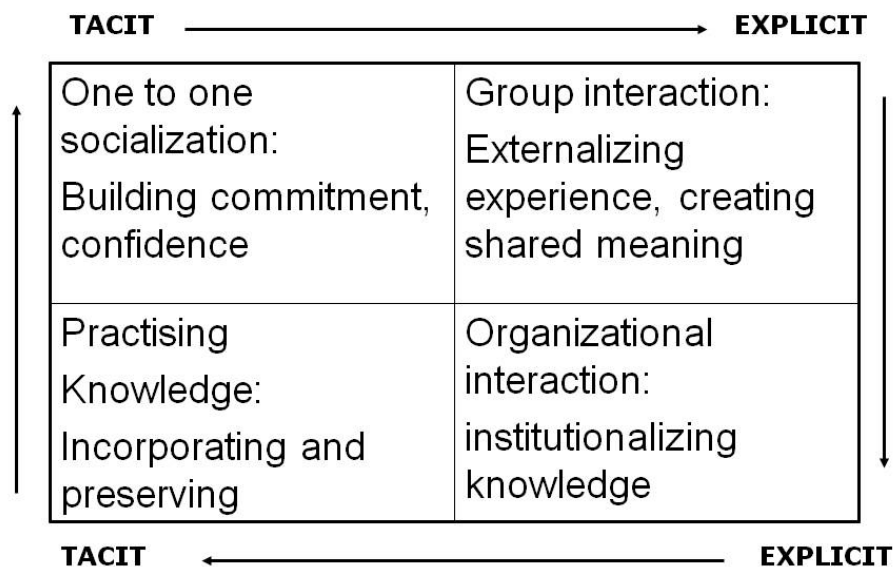 TACIT EXPLICIT
One to one
socialization:
Building commitment,
confidence
Group interaction:
Externalizing
experience, creating
shared meaning
Practising
Knowledge:
Incorporating and
preserving
Organizational
interaction:
institutionalizing
knowledge
TACIT EXPLICIT